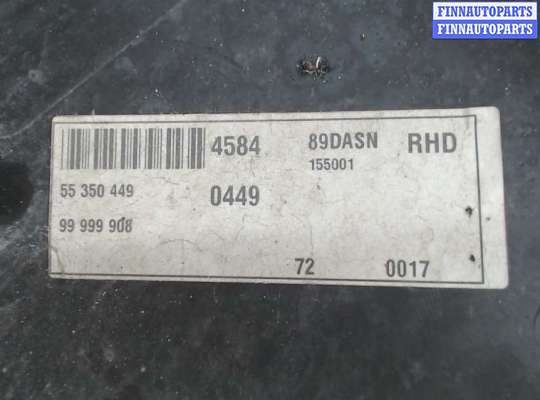 FINNAUTOPARTS
FINNAUTOPARTS
4584 89DASN RHD
155001
55 350 449 0449
99 999 908
72 0017